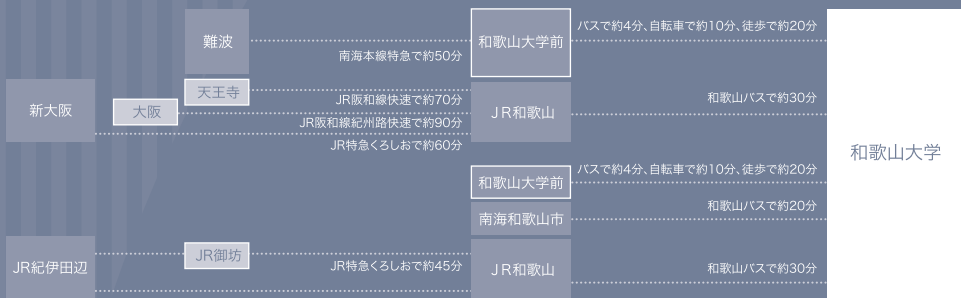 難波
南海本線特急で約50分
和歌山大学前
バスで約4分、自転車で約10分、徒歩で約20分
新大阪
大阪
天王寺
JR阪和線快速で約70分
JR阪和線紀州路快速で約90分
JR特急くろしおで約60分
JR和歌山
和歌山バスで約30分
和歌山大学前
バスで約4分、自転車で約10分、徒歩で約20分
南海和歌山市
和歌山バスで約20分
JR紀伊田辺
JR御坊
JR特急くろしおで約45分
JR和歌山
和歌山バスで約30分
和歌山大学